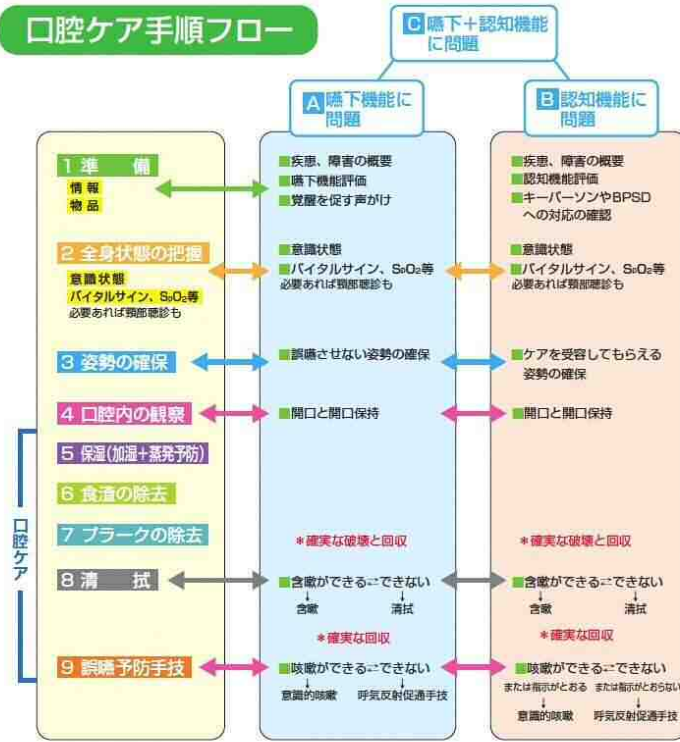 口腔ケア手順フロー
C 嚥下+認知機能
に問題
A 嚥下機能に
問題
B 認知機能に
問題
1 準 備
情報
物品
■疾患、障害の概要
■嚥下機能評価
■覚醒を促す声がけ
■疾患、障害の概要
■認知機能評価
■キーパーソンやBPSD
への対応の確認
2 全身状態の把握
意識状態
バイタルサイン、SpO₂等
必要あれば頸部聴診も
■意識状態
■バイタルサイン、SpO₂等
必要あれば頸部聴診も
■意識状態
■バイタルサイン、SpO₂等
必要あれば頸部聴診も
3 姿勢の確保
■誤嚥させない姿勢の確保
■ケアを受容してもらえる
姿勢の確保
4 口腔内の観察
■開口と開口保持
■開口と開口保持
口腔ケア
5 保湿(加湿+蒸発予防)
6 食渣の除去
7 プラークの除去
*確実な破壊と回収
*確実な破壊と回収
8 清 拭
■含嗽ができる⇄できない
↓ ↓
含嗽 清拭
■含嗽ができる⇄できない
↓ ↓
含嗽 清拭
*確実な回収
*確実な回収
9 誤嚥予防手技
■咳嗽ができる⇄できない
↓ ↓
意識的咳嗽 呼気反射促通手技
■咳嗽ができる⇄できない
または指示がとおる または指示がとおらない
↓ ↓
意識的咳嗽 呼気反射促通手技